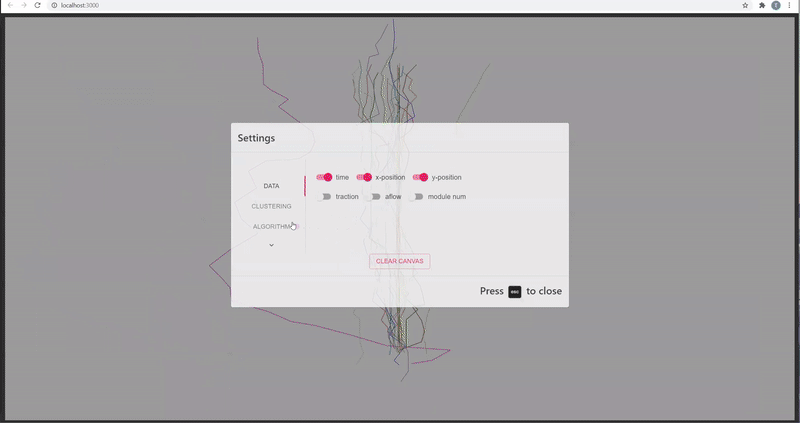 localhost:3000
Settings
DATA
CLUSTERING
ALGORITHM
time x-position y-position
traction aflow module num
CLEAR CANVAS
Press esc to close